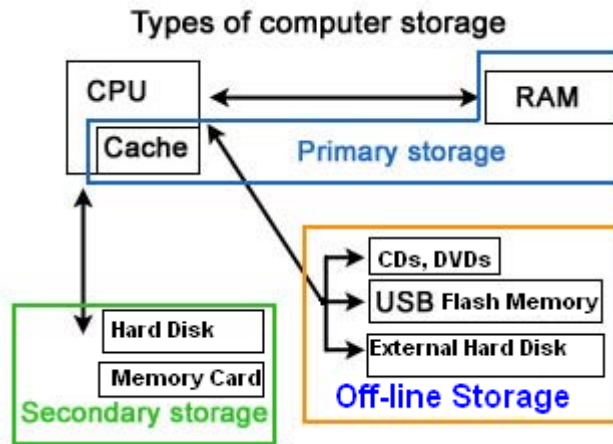 Types of computer storage
CPU
RAM
Cache
Primary storage
CDs, DVDs
USB Flash Memory
Hard Disk
External Hard Disk
Memory Card
Off-line Storage
Secondary storage